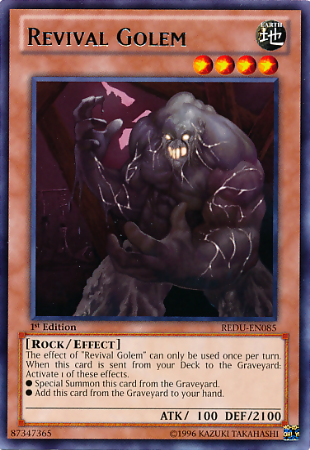 REVIVAL GOLEM
EARTH
地
1st Edition
REDU-EN085
[ROCK/EFFECT]
The effect of "Revival Golem" can only be used once per turn.
When this card is sent from your Deck to the Graveyard:
Activate 1 of these effects.
● Special Summon this card from the Graveyard.
● Add this card from the Graveyard to your hand.
ATK/ 100 DEF/2100
87347365
©1996 KAZUKI TAKAHASHI